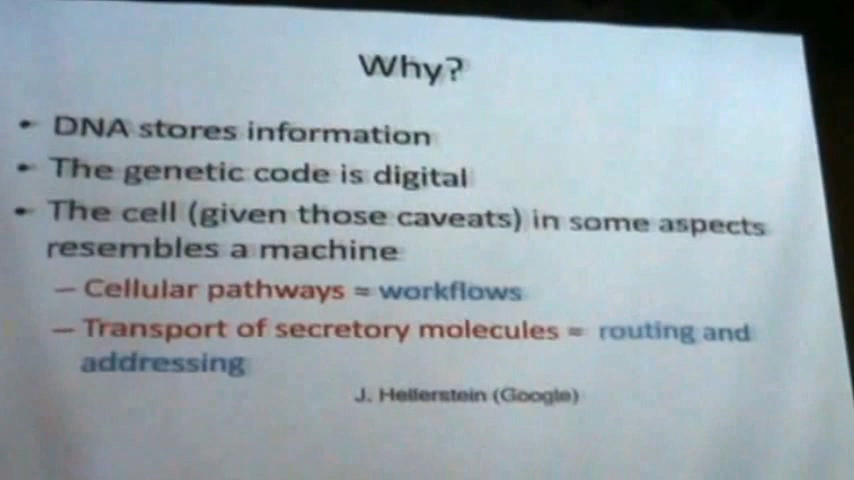 Why?
• DNA stores information
• The genetic code is digital
• The cell (given those caveats) in some aspects
resembles a machine
– Cellular pathways ≈ workflows
– Transport of secretory molecules ≈ routing and
addressing
J. Hellerstein (Google)